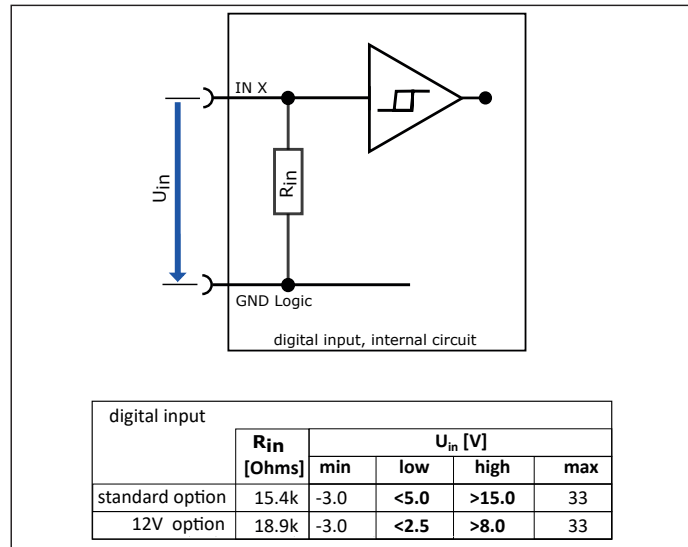 IN X
Rin
Uin
GND Logic
digital input, internal circuit
digital input
Rin Uin [V]
[Ohms] min low high max
standard option 15.4k -3.0 <5.0 >15.0 33
12V option 18.9k -3.0 <2.5 >8.0 33